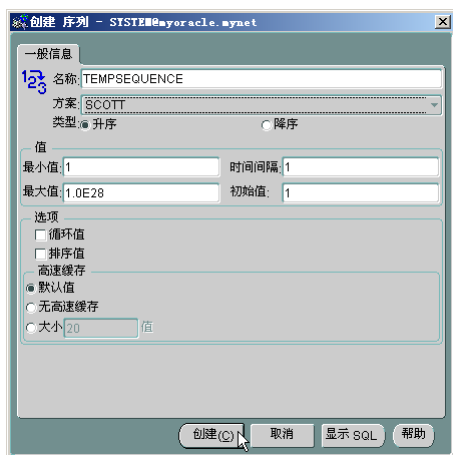 创建 序列 - SYSTEM@myoracle.mynet
一般信息
名称: TEMPSEQUENCE
方案: SCOTT
类型: 升序 降序
值
最小值: 1 时间间隔: 1
最大值: 1.0E28 初始值: 1
选项
循环值
排序值
高速缓存
默认值
无高速缓存
大小 20 值
创建(C) 取消 显示 SQL 帮助